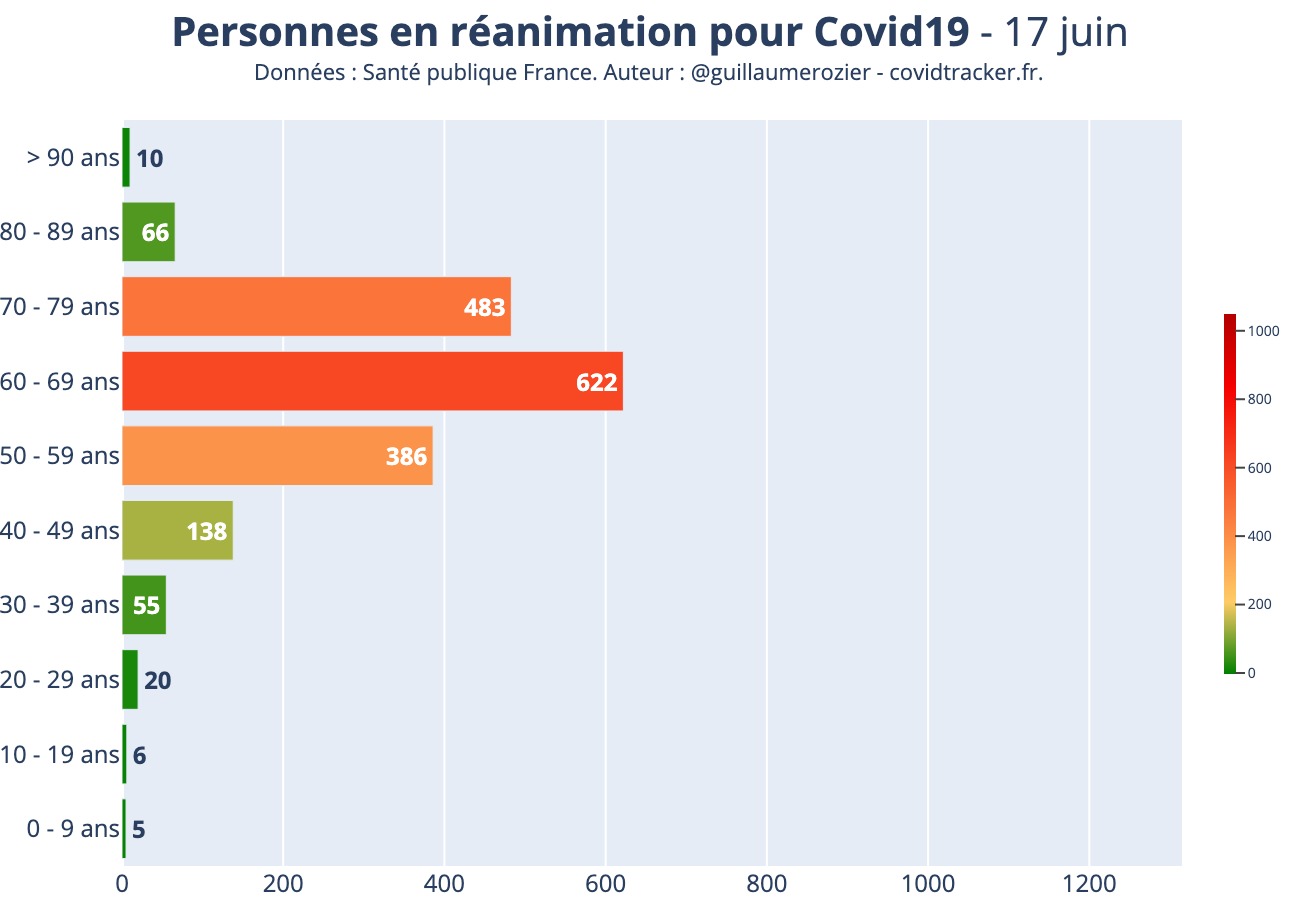 Personnes en réanimation pour Covid19 - 17 juin
Données : Santé publique France. Auteur : @guillaumerozier - covidtracker.fr.
> 90 ans 10
80 - 89 ans 66
70 - 79 ans 483
60 - 69 ans 622
50 - 59 ans 386
40 - 49 ans 138
30 - 39 ans 55
20 - 29 ans 20
10 - 19 ans 6
0 - 9 ans 5
0 200 400 600 800 1000 1200
1000
800
600
400
200
0